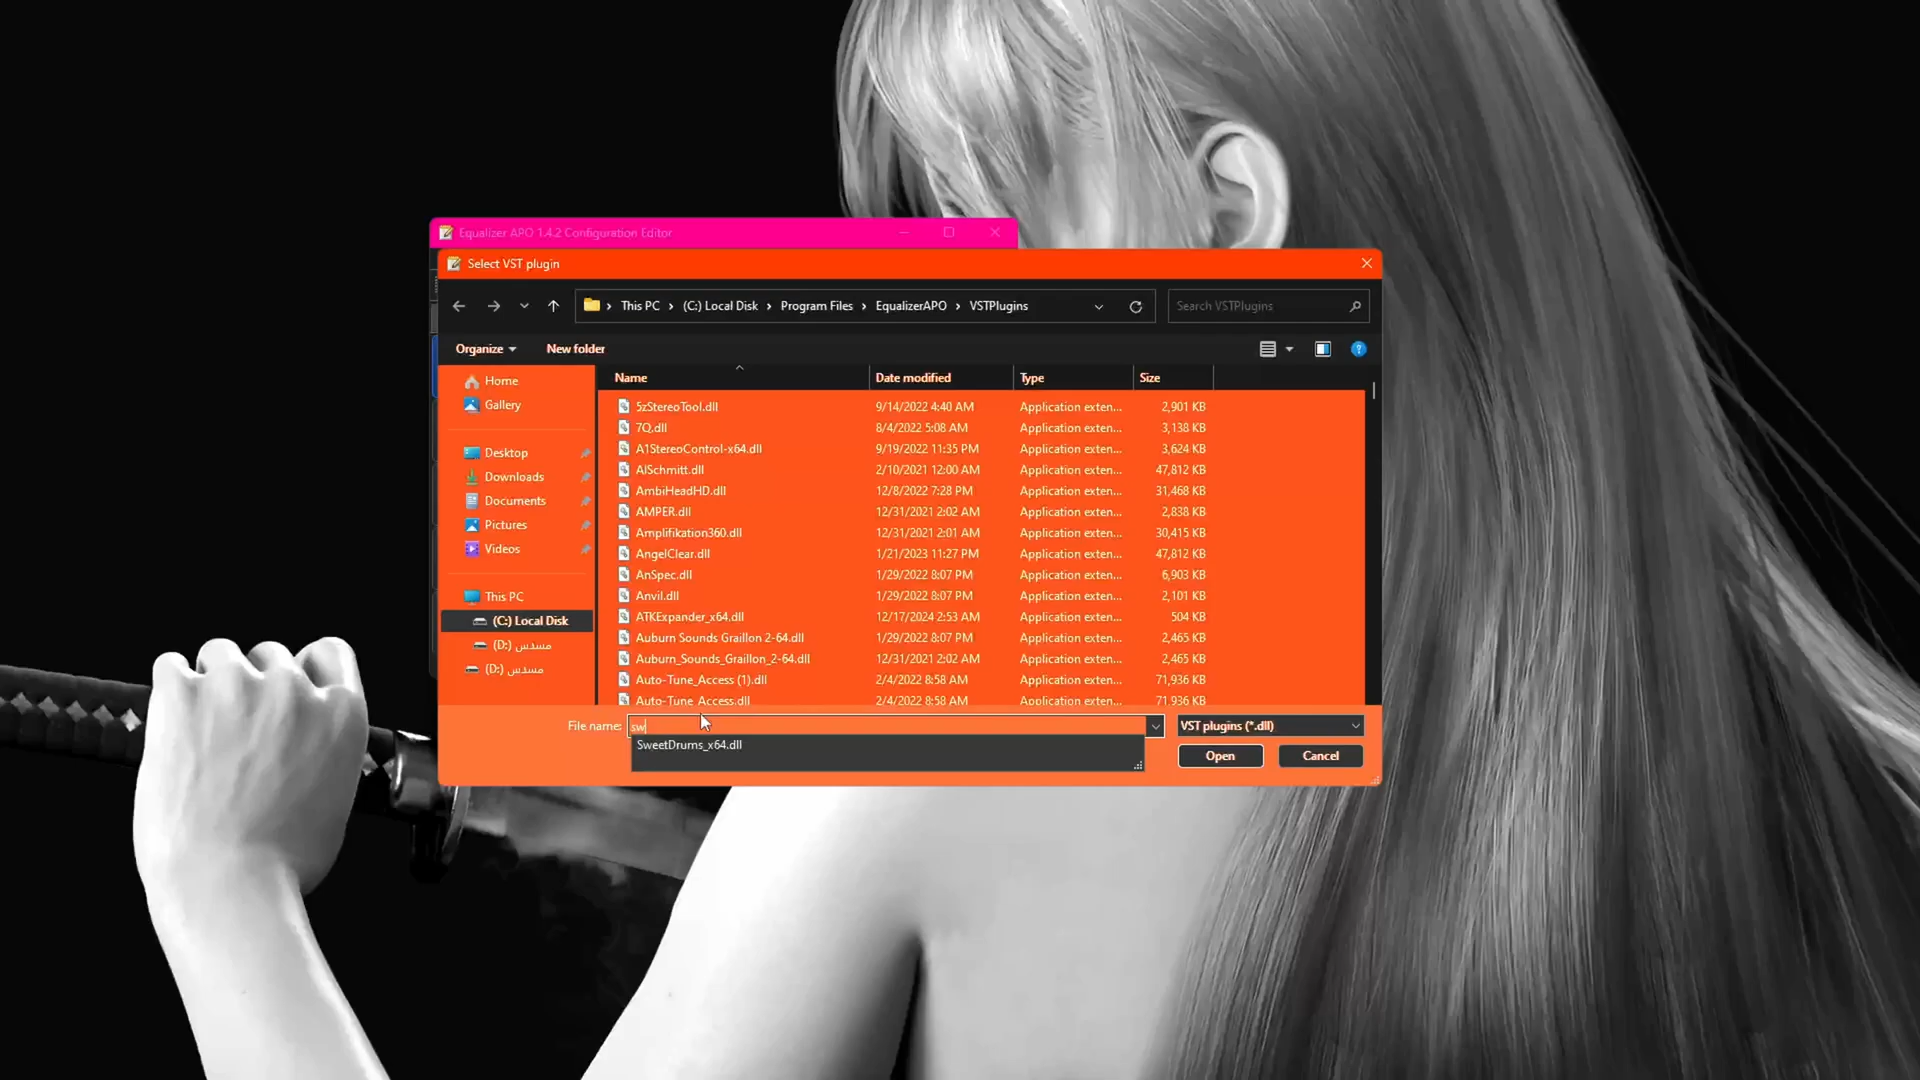 Equalizer APO 1.4.2 Configuration Editor
Select VST plugin
This PC > (C:) Local Disk > Program Files > EqualizerAPO > VSTPlugins
Search VSTPlugins
Organize
New folder
Home
Gallery
Desktop
Downloads
Documents
Pictures
Videos
This PC
(C:) Local Disk
مسدس (D:)
مسدس (D:)
Name Date modified Type Size
5zStereoTool.dll 9/14/2022 4:40 AM Application exten... 2,901 KB
7Q.dll 8/4/2022 5:08 AM Application exten... 3,138 KB
A1StereoControl-x64.dll 9/19/2022 11:35 PM Application exten... 3,624 KB
AlSchmitt.dll 2/10/2021 12:00 AM Application exten... 47,812 KB
AmbiHeadHD.dll 12/8/2022 7:28 PM Application exten... 31,468 KB
AMPER.dll 12/31/2021 2:02 AM Application exten... 2,838 KB
Amplifikation360.dll 12/31/2021 2:01 AM Application exten... 30,415 KB
AngelClear.dll 1/21/2023 11:27 PM Application exten... 47,812 KB
AnSpec.dll 1/29/2022 8:07 PM Application exten... 6,903 KB
Anvil.dll 1/29/2022 8:07 PM Application exten... 2,101 KB
ATKExpander_x64.dll 12/17/2024 2:53 AM Application exten... 504 KB
Auburn Sounds Graillon 2-64.dll 1/29/2022 8:07 PM Application exten... 2,465 KB
Auburn_Sounds_Graillon_2-64.dll 12/31/2021 2:02 AM Application exten... 2,465 KB
Auto-Tune_Access (1).dll 2/4/2022 8:58 AM Application exten... 71,936 KB
Auto-Tune_Access.dll 2/4/2022 8:58 AM Application exten... 71,936 KB
File name: sw
VST plugins (*.dll)
SweetDrums_x64.dll
Open
Cancel